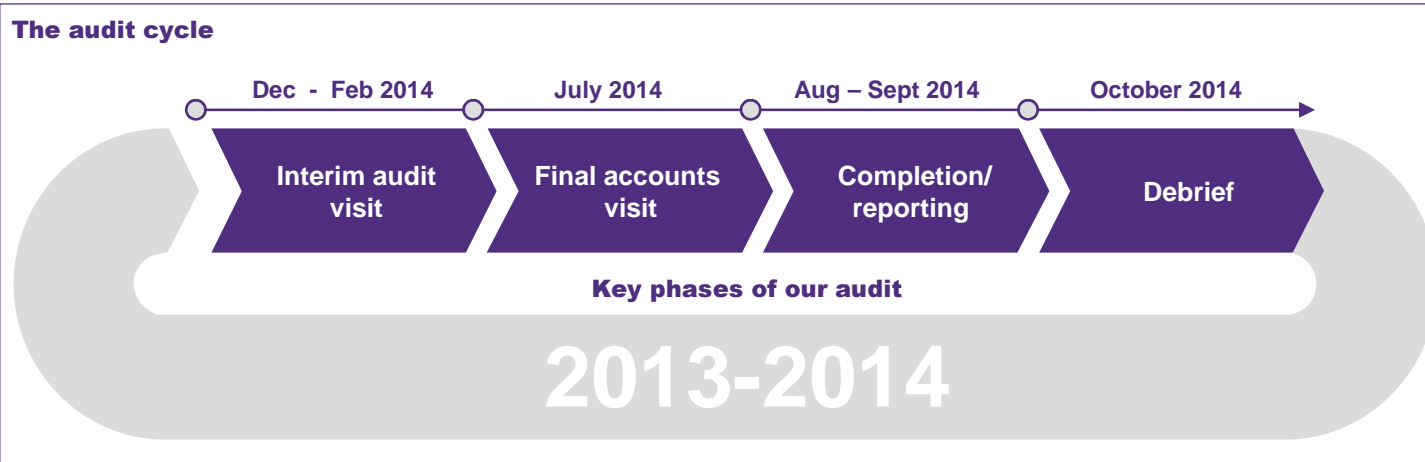 The audit cycle
Dec - Feb 2014
July 2014
Aug – Sept 2014
October 2014
Interim audit
visit
Final accounts
visit
Completion/
reporting
Debrief
Key phases of our audit
2013-2014